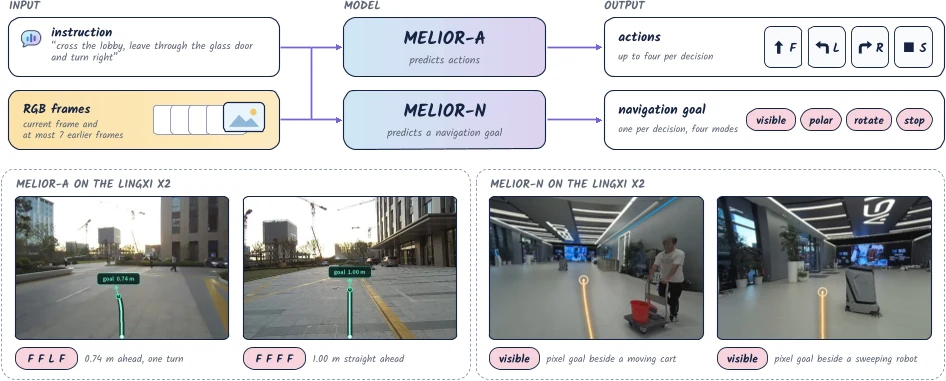 INPUT
MODEL
OUTPUT
instruction
"cross the lobby, leave through the glass door
and turn right"
MELIOR-A
predicts actions
actions
up to four per decision
F
L
R
S
RGB frames
current frame and
at most 7 earlier frames
MELIOR-N
predicts a navigation goal
navigation goal
one per decision, four modes
visible
polar
rotate
stop
MELIOR-A ON THE LINGXI X2
MELIOR-N ON THE LINGXI X2
goal 0.74 m
goal 1.00 m
F F L F
0.74 m ahead, one turn
F F F F
1.00 m straight ahead
visible
pixel goal beside a moving cart
visible
pixel goal beside a sweeping robot